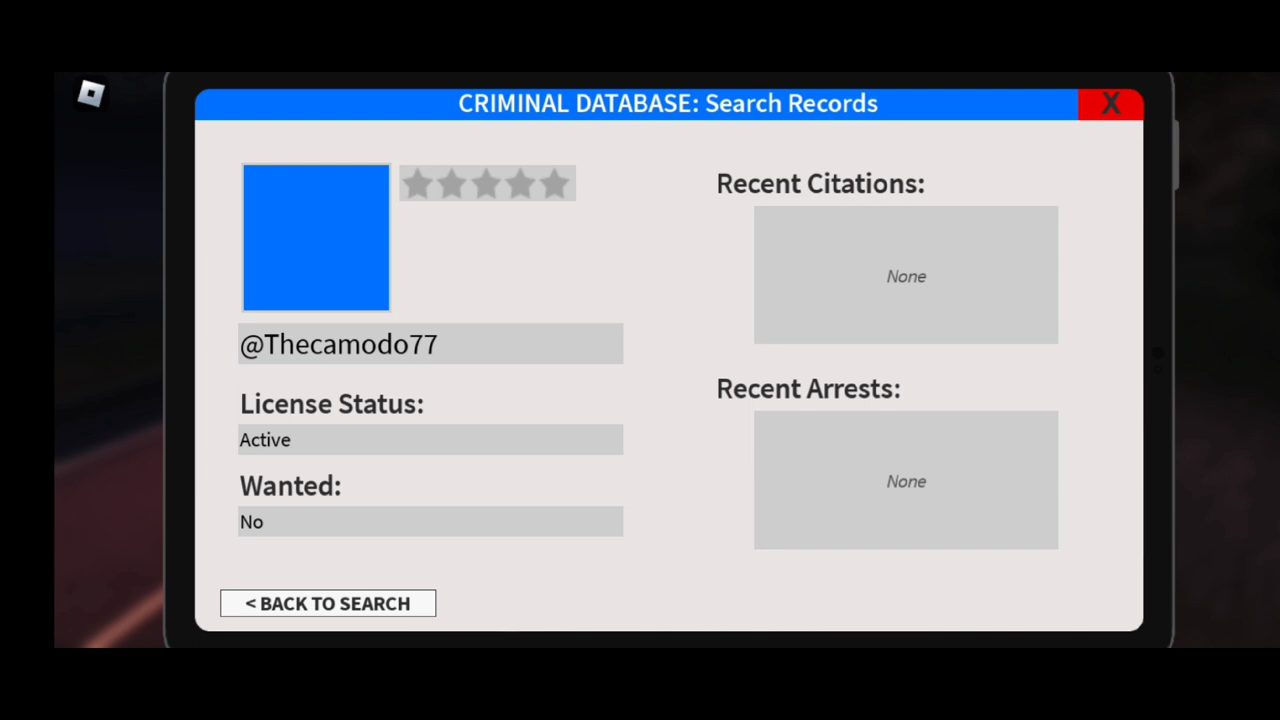 CRIMINAL DATABASE: Search Records
X
@Thecamodo77
License Status:
Active
Wanted:
No
< BACK TO SEARCH
Recent Citations:
None
Recent Arrests:
None